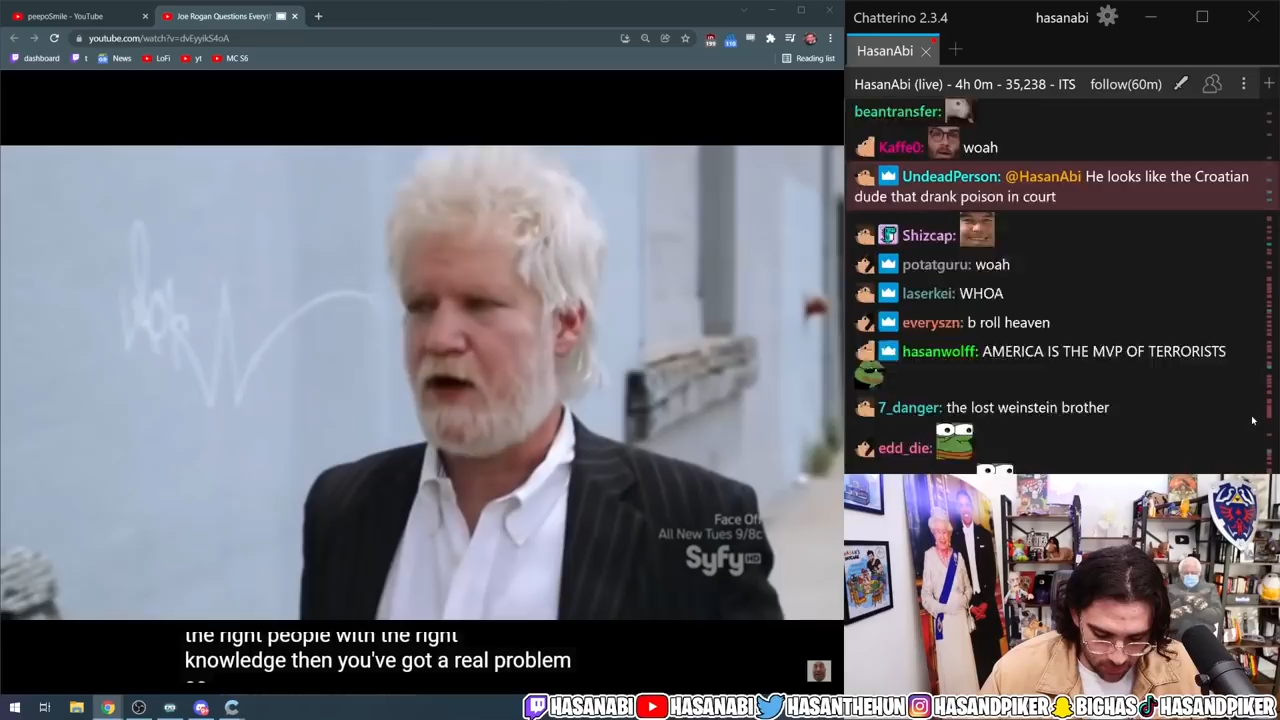 peepoSmile - YouTube
Joe Rogan Questions Everyt
youtube.com/watch?v=dvEyyikS4oA
dashboard
t
News
LoFi
yt
MC S6
Reading list
Face Off
All New Tues 9/8c
Syfy HD
the right people with the right
knowledge then you've got a real problem
Chatterino 2.3.4
hasanabi
HasanAbi
HasanAbi (live) - 4h 0m - 35,238 - ITS
follow(60m)
beantransfer:
Kaffe0: woah
UndeadPerson: @HasanAbi He looks like the Croatian
dude that drank poison in court
Shizcap:
potatguru: woah
laserkei: WHOA
everyszn: b roll heaven
hasanwolff: AMERICA IS THE MVP OF TERRORISTS
7_danger: the lost weinstein brother
edd_die:
HASANABI HASANABI HASANTHEHUN HASANDPIKER BIGHAS HASANDPIKER